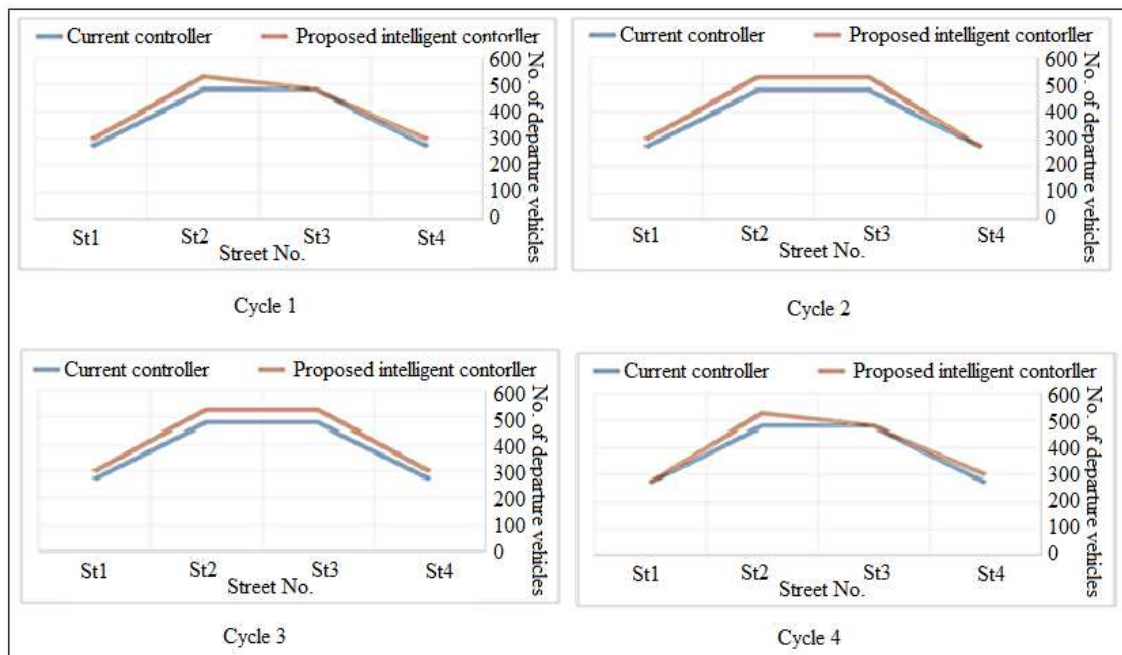 Current controller
Proposed intelligent contorller
600
500
400
300
200
100
0
No. of departure vehicles
St1
St2
St3
St4
Street No.
Cycle 1
Current controller
Proposed intelligent contorller
600
500
400
300
200
100
0
No. of departure vehicles
St1
St2
St3
St4
Street No.
Cycle 2
Current controller
Proposed intelligent contorller
600
500
400
300
200
100
0
No. of departure vehicles
St1
St2
St3
St4
Street No.
Cycle 3
Current controller
Proposed intelligent contorller
600
500
400
300
200
100
0
No. of departure vehicles
St1
St2
St3
St4
Street No.
Cycle 4